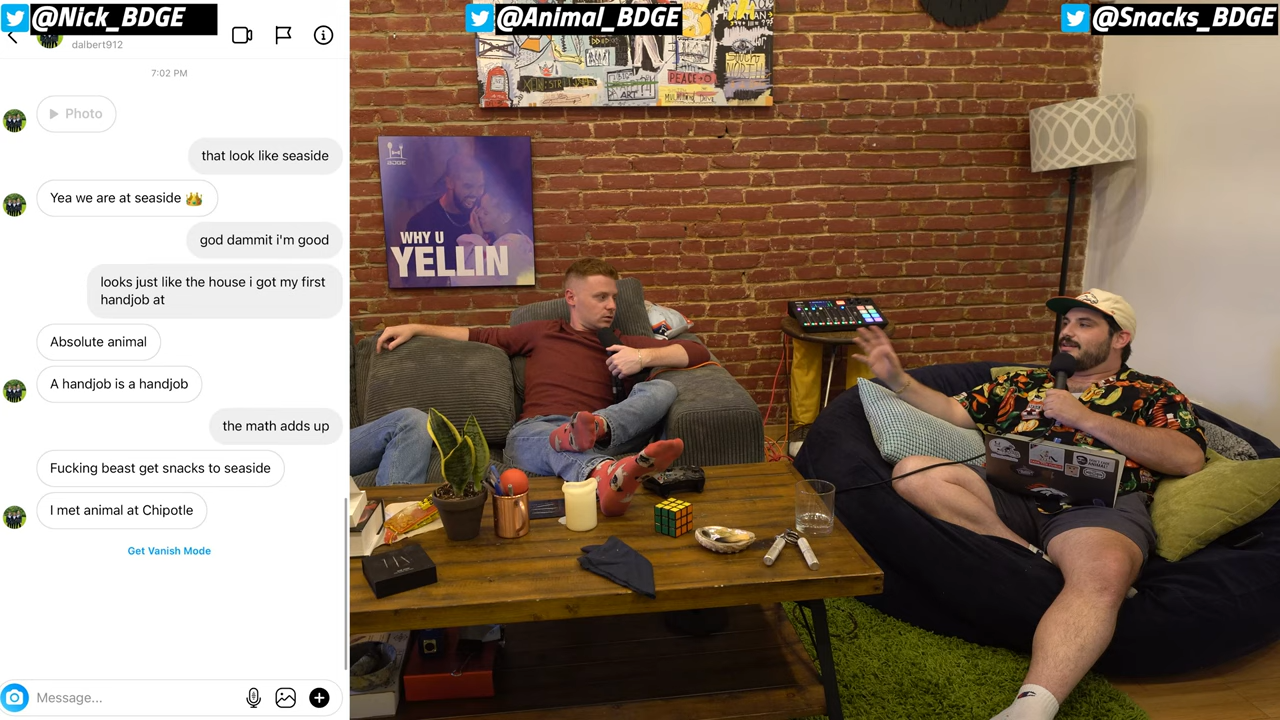 @Nick_BDGE
@Animal_BDGE
@Snacks_BDGE
dalbert912
7:02 PM
Photo
that look like seaside
Yea we are at seaside
god dammit i'm good
looks just like the house i got my first
handjob at
Absolute animal
A handjob is a handjob
the math adds up
Fucking beast get snacks to seaside
I met animal at Chipotle
Get Vanish Mode
Message...
PEACE
BDGE
WHY U
YELLIN